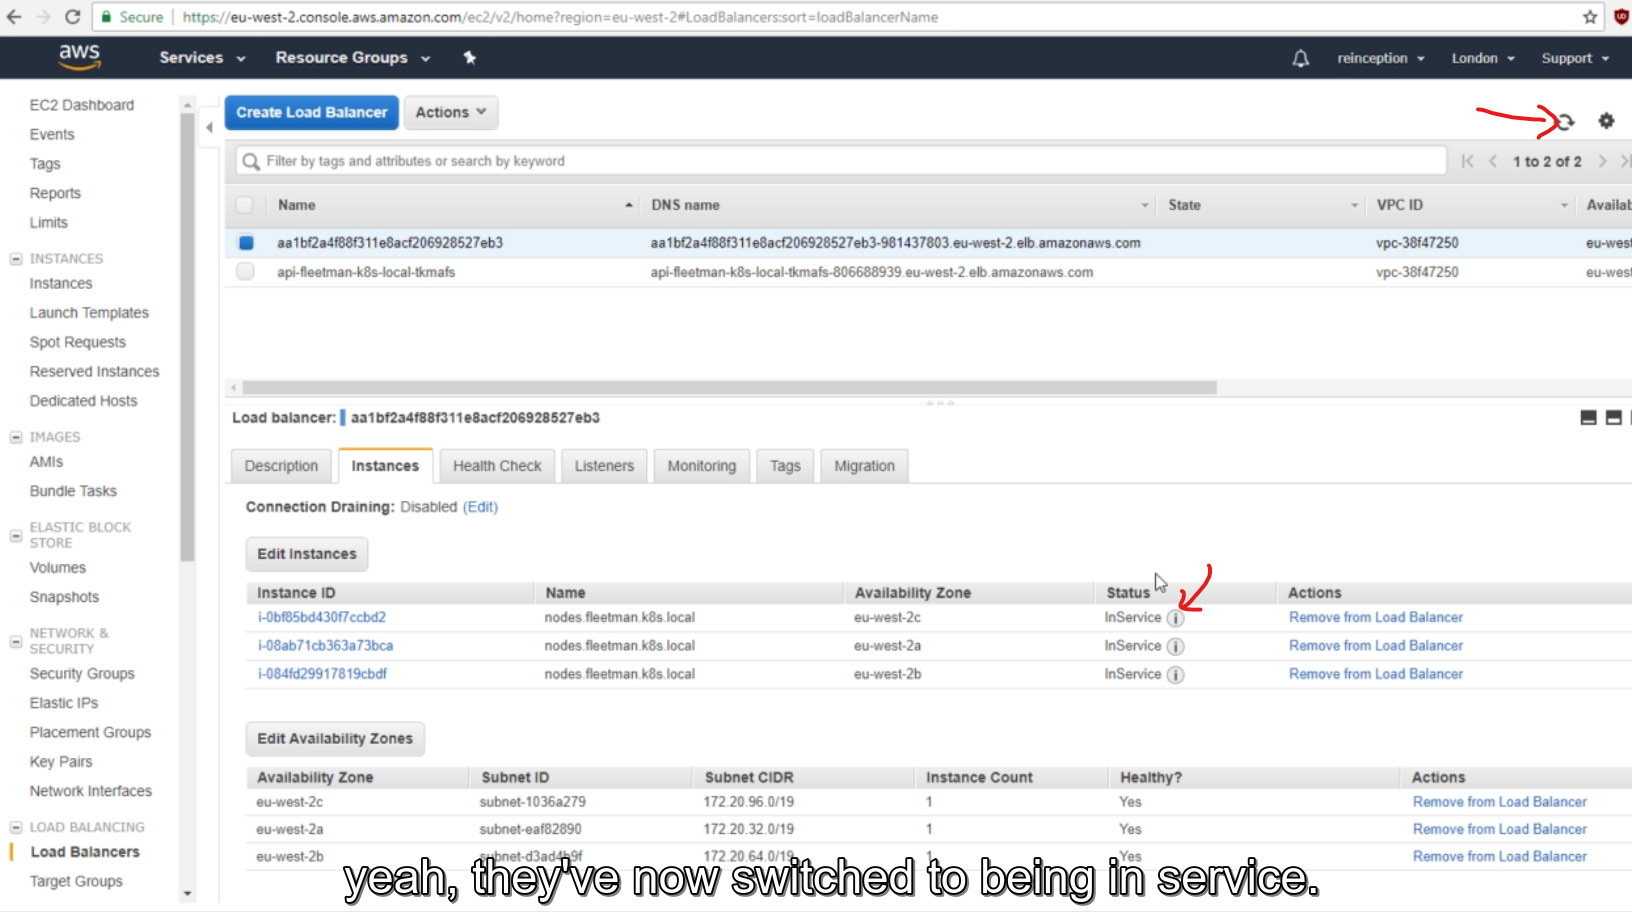 Secure https://eu-west-2.console.aws.amazon.com/ec2/v2/home?region=eu-west-2#LoadBalancers:sort=loadBalancerName
aws Services Resource Groups reinception London Support
EC2 Dashboard
Events
Tags
Reports
Limits
INSTANCES
Instances
Launch Templates
Spot Requests
Reserved Instances
Dedicated Hosts
IMAGES
AMIs
Bundle Tasks
ELASTIC BLOCK
STORE
Volumes
Snapshots
NETWORK &
SECURITY
Security Groups
Elastic IPs
Placement Groups
Key Pairs
Network Interfaces
LOAD BALANCING
Load Balancers
Target Groups
Create Load Balancer Actions
Filter by tags and attributes or search by keyword 1 to 2 of 2
Name DNS name State VPC ID Availab
aa1bf2a4f88f311e8acf206928527eb3 aa1bf2a4f88f311e8acf206928527eb3-981437803.eu-west-2.elb.amazonaws.com vpc-38f47250 eu-west
api-fleetman-k8s-local-tkmafs api-fleetman-k8s-local-tkmafs-806688939.eu-west-2.elb.amazonaws.com vpc-38f47250 eu-west
Load balancer: aa1bf2a4f88f311e8acf206928527eb3
Description Instances Health Check Listeners Monitoring Tags Migration
Connection Draining: Disabled (Edit)
Edit Instances
Instance ID Name Availability Zone Status Actions
i-0bf85bd430f7ccbd2 nodes.fleetman.k8s.local eu-west-2c InService i Remove from Load Balancer
i-08ab71cb363a73bca nodes.fleetman.k8s.local eu-west-2a InService i Remove from Load Balancer
i-084fd29917819cbdf nodes.fleetman.k8s.local eu-west-2b InService i Remove from Load Balancer
Edit Availability Zones
Availability Zone Subnet ID Subnet CIDR Instance Count Healthy? Actions
eu-west-2c subnet-1036a279 172.20.96.0/19 1 Yes Remove from Load Balancer
eu-west-2a subnet-eaf82890 172.20.32.0/19 1 Yes Remove from Load Balancer
eu-west-2b subnet-d3ad4b9f 172.20.64.0/19 1 Yes Remove from Load Balancer
yeah, they've now switched to being in service.